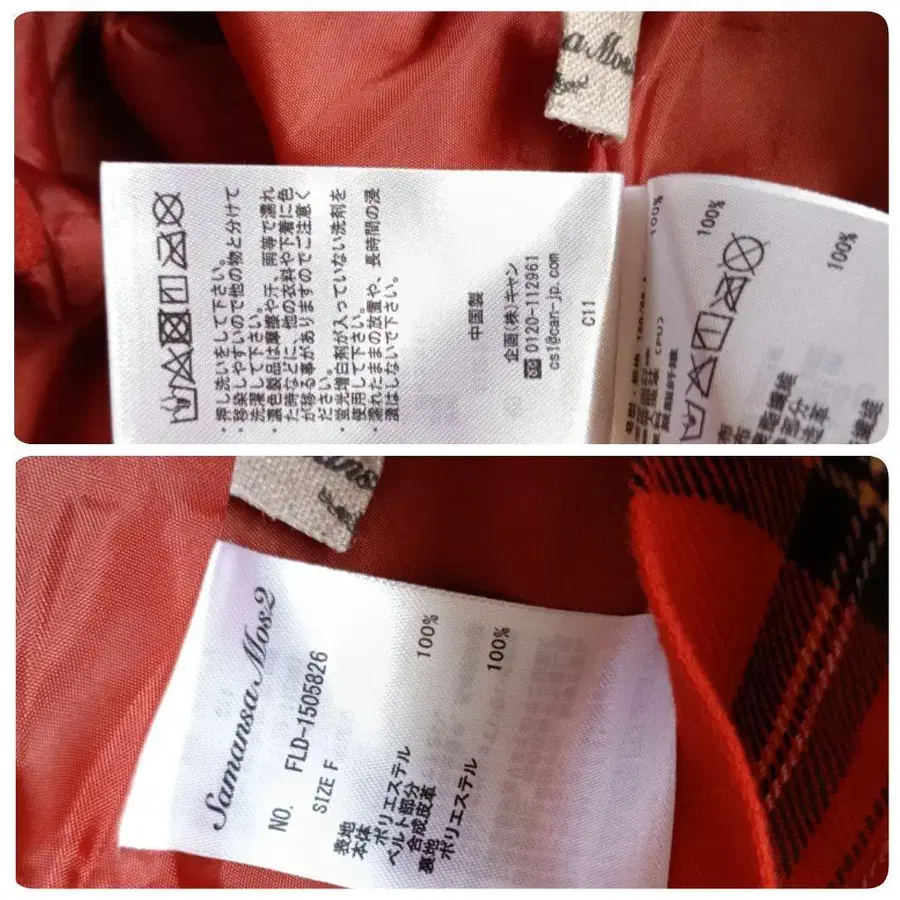 a Mos
・押し洗いをして下さい。
・移染しやすいので他の物と分けて
洗濯して下さい。
・濃色製品は摩擦や汗、雨等で濡れ
た時などに、他の衣料や下着に色
が移る事がありますのでご注意く
ださい。
・蛍光増白剤が入っていない洗剤を
使用して下さい。
・濡れたままの放置や、長時間の浸
漬はしないで下さい。
中国製
企画(株)キャン
0120-112961
cs1@can-jp.com
C11
100%
100%
100%
Samansa Mos2
NO. FLD-1505826
SIZE F
表地
本体
ポリエステル 100%
ベルト部分
合成皮革
裏地
ポリエステル 100%